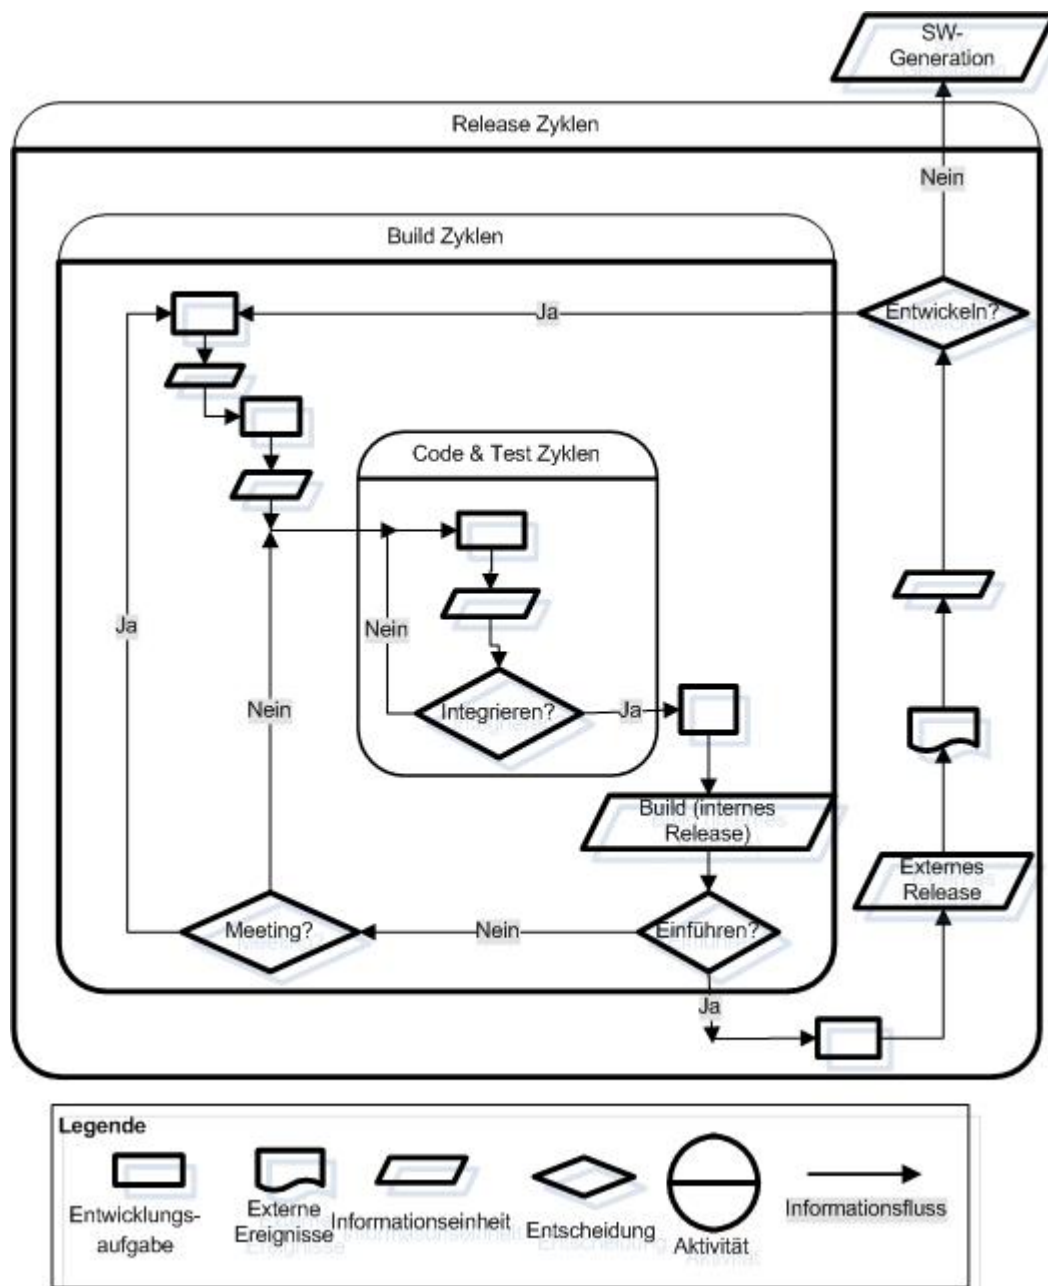 SW-
Generation
Release Zyklen
Nein
Build Zyklen
Ja
Entwickeln?
Code & Test Zyklen
Ja
Nein
Nein
Integrieren?
Ja
Build (internes
Release)
Externes
Release
Meeting?
Nein
Einführen?
Ja
Legende
Entwicklungs-
aufgabe
Externe
Ereignisse
Informationseinheit
Entscheidung
Aktivität
Informationsfluss